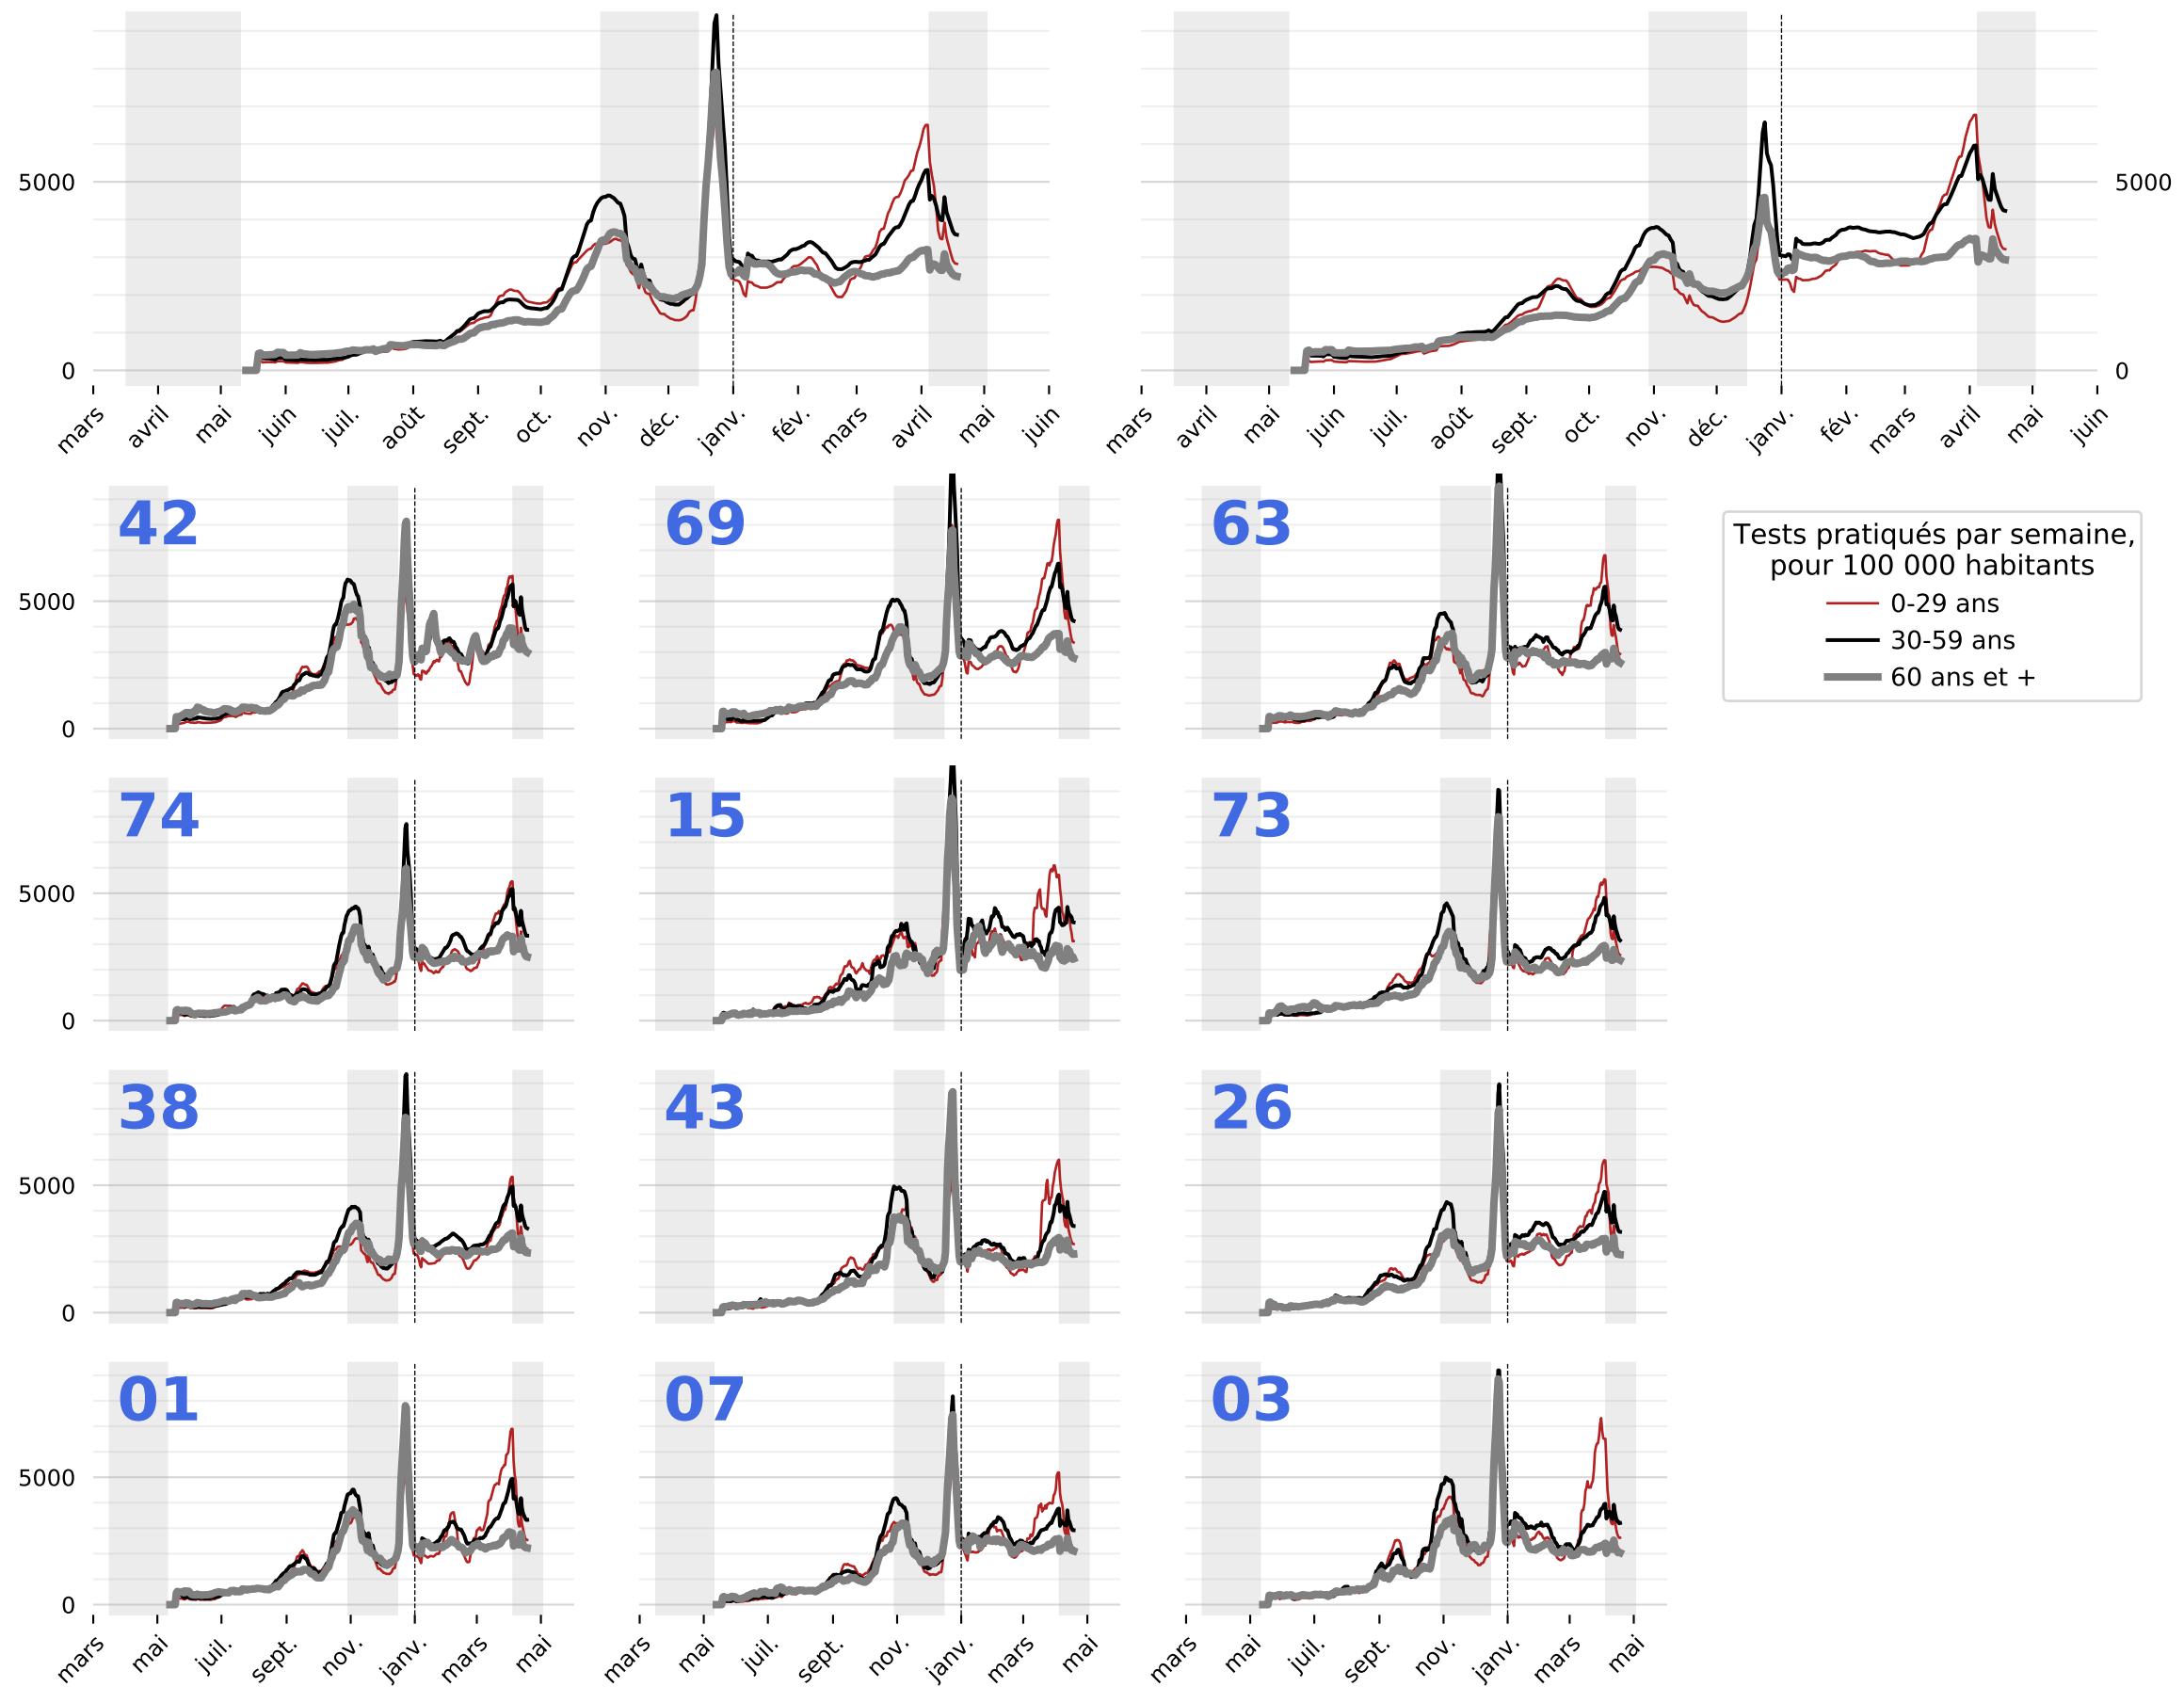 5000
0
mars avril mai juin juil. août sept. oct. nov. déc. janv. fév. mars avril mai juin
5000
0
mars avril mai juin juil. août sept. oct. nov. déc. janv. fév. mars avril mai juin
42 69 63
5000
0
Tests pratiqués par semaine,
pour 100 000 habitants
0-29 ans
30-59 ans
60 ans et +
74 15 73
5000
0
38 43 26
5000
0
01 07 03
5000
0
mars mai juil. sept. nov. janv. mars mai
mars mai juil. sept. nov. janv. mars mai
mars mai juil. sept. nov. janv. mars mai